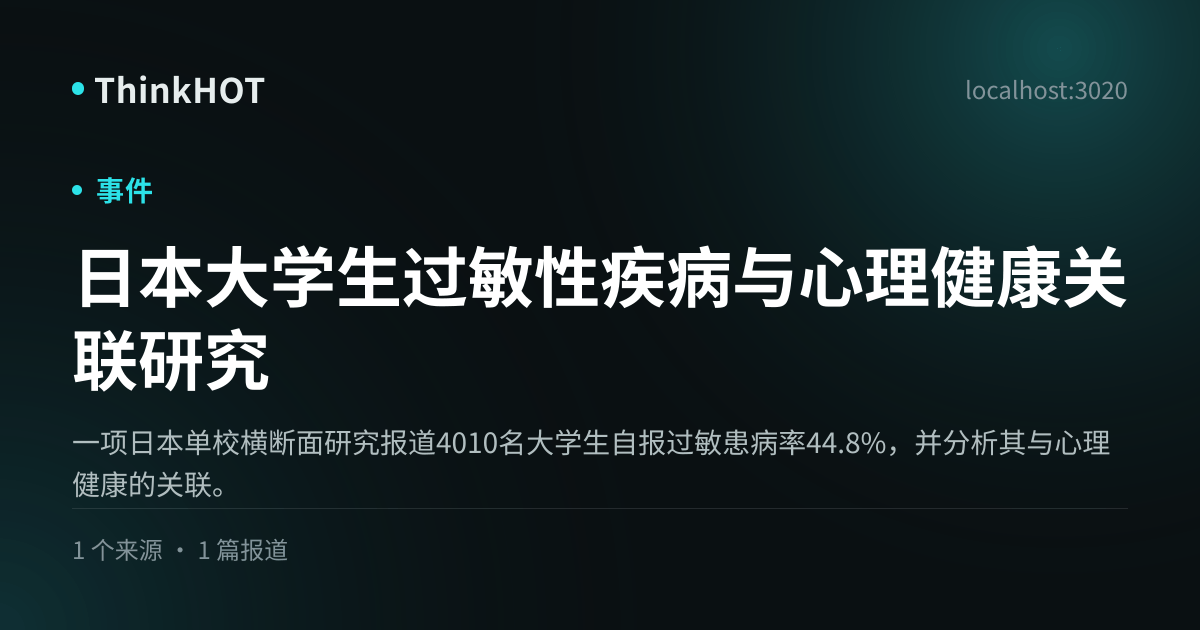 ThinkHOT
localhost:3020
事件
日本大学生过敏性疾病与心理健康关
联研究
一项日本单校横断面研究报道4010名大学生自报过敏患病率44.8%，并分析其与心理
健康的关联。
1 个来源 · 1 篇报道